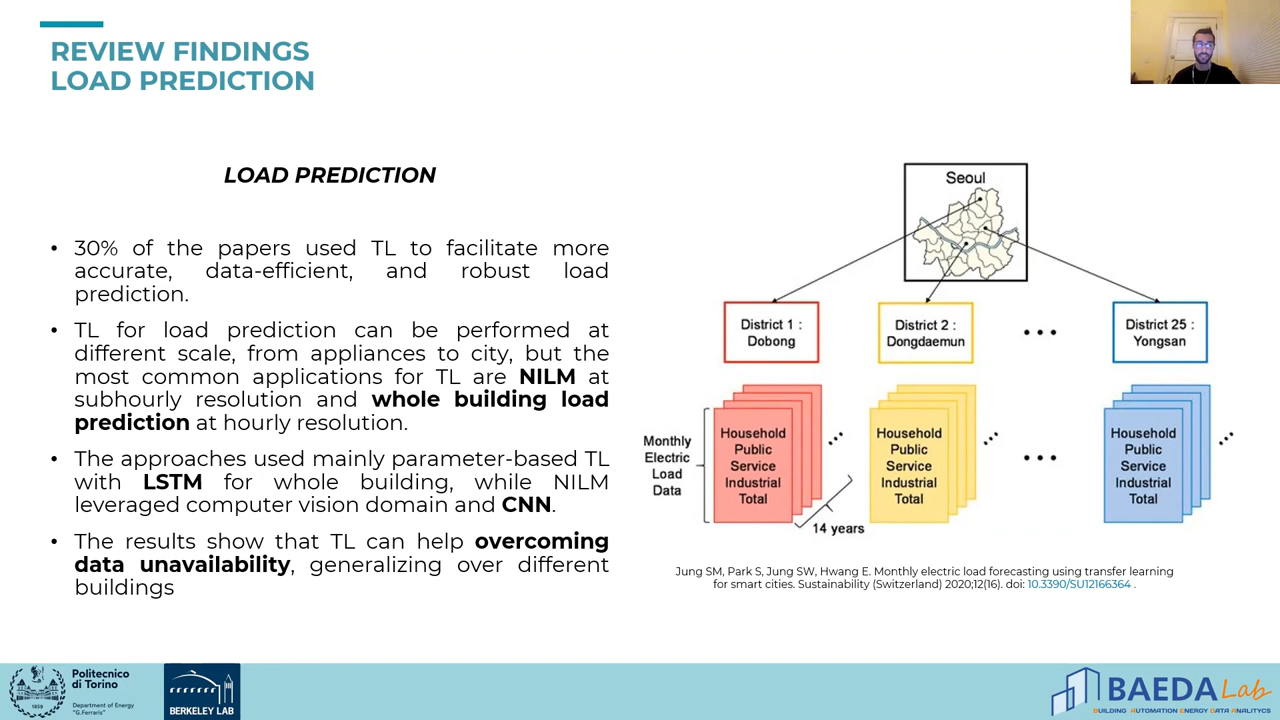 REVIEW FINDINGS
LOAD PREDICTION
LOAD PREDICTION
• 30% of the papers used TL to facilitate more
accurate, data-efficient, and robust load
prediction.
• TL for load prediction can be performed at
different scale, from appliances to city, but the
most common applications for TL are NILM at
subhourly resolution and whole building load
prediction at hourly resolution.
• The approaches used mainly parameter-based TL
with LSTM for whole building, while NILM
leveraged computer vision domain and CNN.
• The results show that TL can help overcoming
data unavailability, generalizing over different
buildings
Seoul
District 1 :
Dobong
District 2 :
Dongdaemun
• • •
District 25 :
Yongsan
Monthly
Electric
Load
Data
Household
Public
Service
Industrial
Total
14 years
Household
Public
Service
Industrial
Total
• • •
Household
Public
Service
Industrial
Total
Jung SM, Park S, Jung SW, Hwang E. Monthly electric load forecasting using transfer learning
for smart cities. Sustainability (Switzerland) 2020;12(16). doi: 10.3390/SU12166364 .
Politecnico
di Torino
1859
Department of Energy
"G.Ferraris"
BERKELEY LAB
BAEDA Lab
BUILDING AUTOMATION ENERGY DATA ANALITYCS